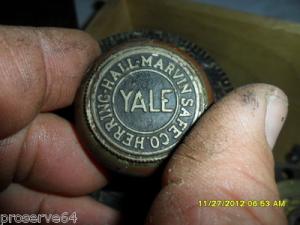 HERRING-HALL-MARVIN SAFE CO.
YALE
11/27/2012 06:53 AM
proserve64